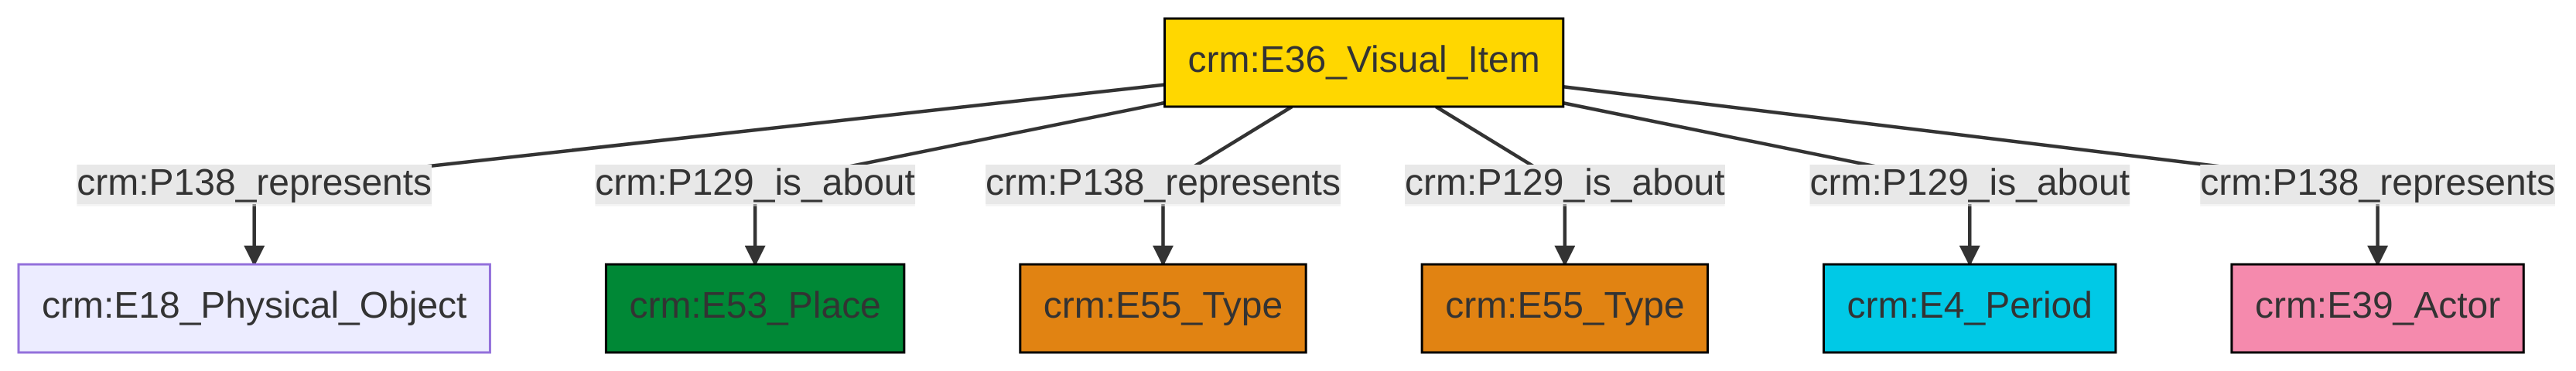 crm:E36_Visual_Item
crm:P138_represents
crm:P129_is_about
crm:P138_represents
crm:P129_is_about
crm:P129_is_about
crm:P138_represents
crm:E18_Physical_Object
crm:E53_Place
crm:E55_Type
crm:E55_Type
crm:E4_Period
crm:E39_Actor